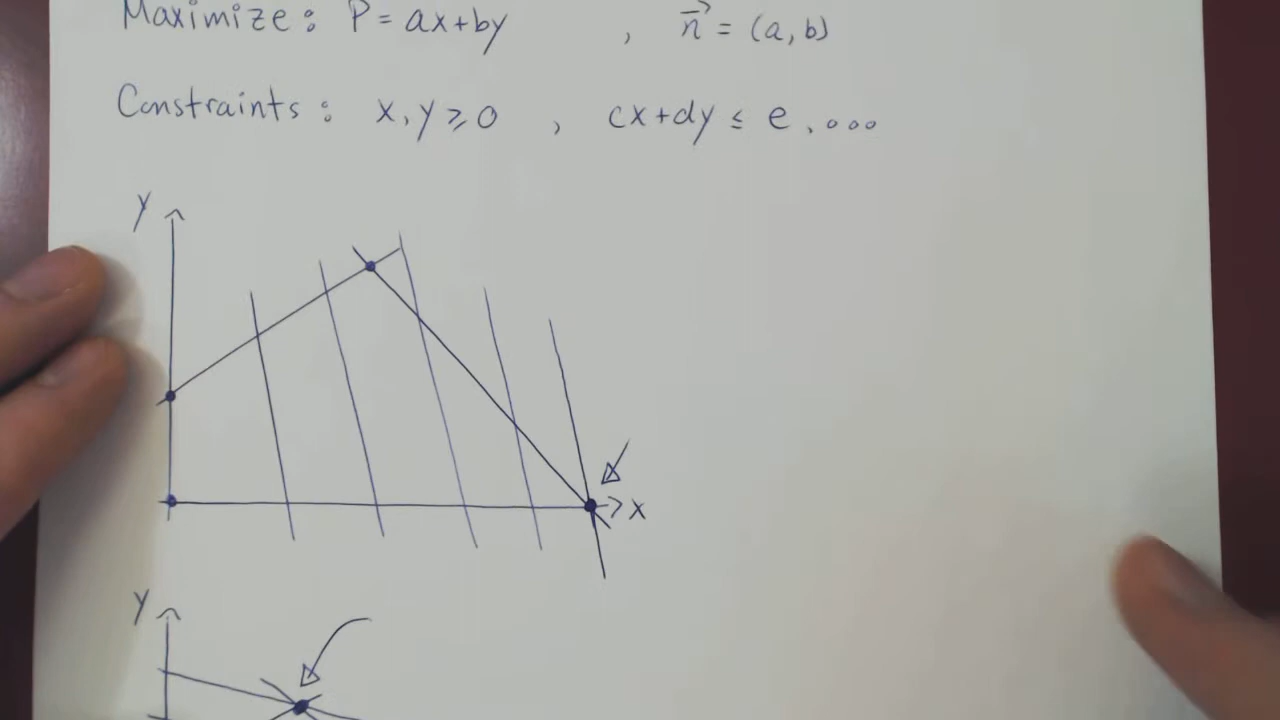 Maximize: P = ax+by , n⃗ = (a, b)
Constraints: x, y ≥ 0 , cx+dy ≤ e, ∘∘∘
y
x
y